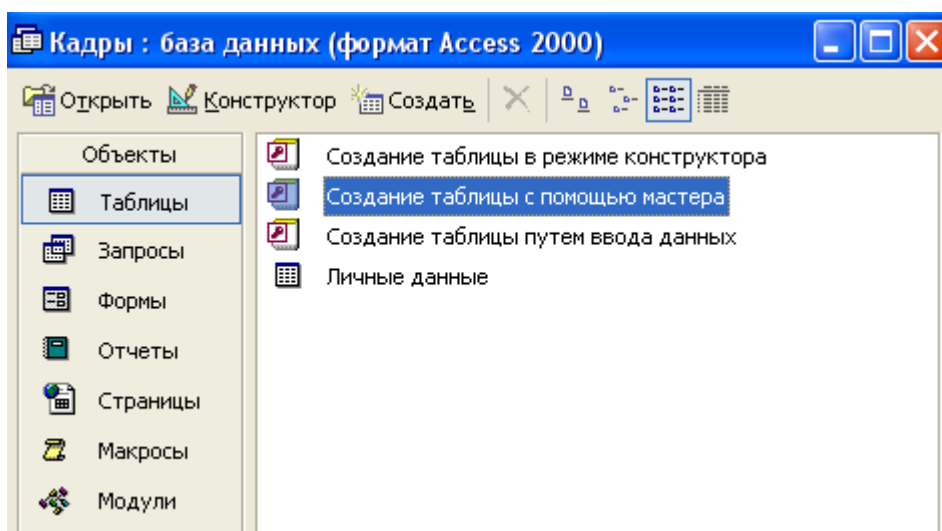 Кадры : база данных (формат Access 2000)
Открыть Конструктор Создать
Объекты
Таблицы
Запросы
Формы
Отчеты
Страницы
Макросы
Модули
Создание таблицы в режиме конструктора
Создание таблицы с помощью мастера
Создание таблицы путем ввода данных
Личные данные